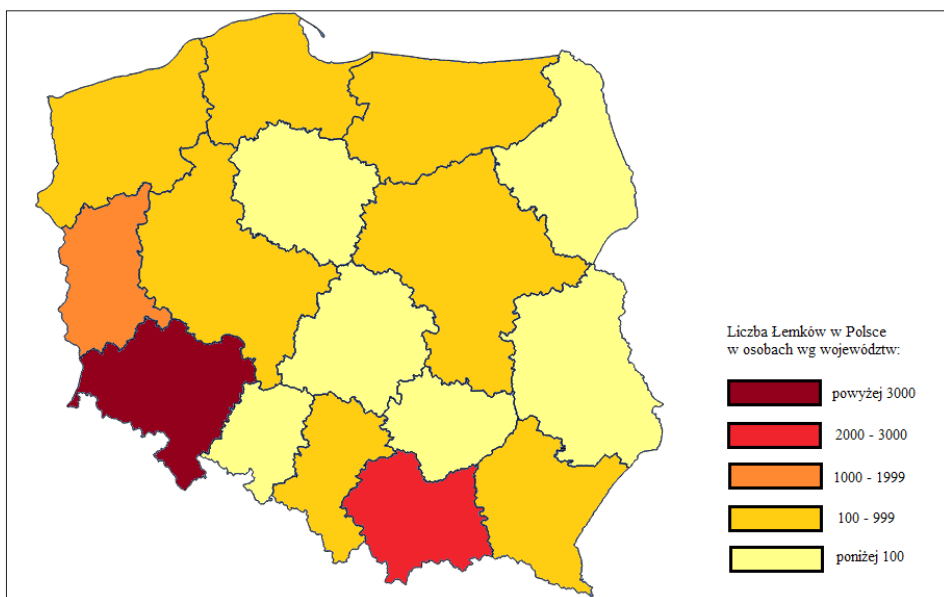 Liczba Łemków w Polsce
w osobach wg województw:
powyżej 3000
2000 - 3000
1000 - 1999
100 - 999
poniżej 100